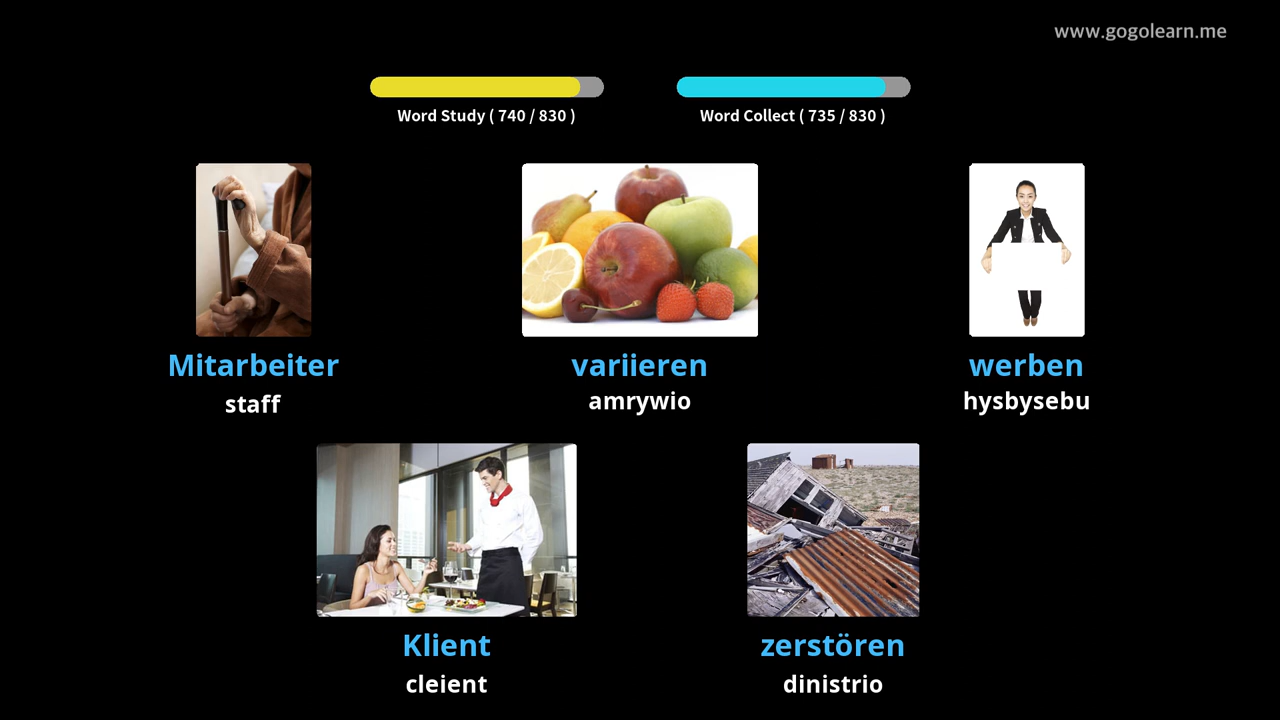 www.gogolearn.me
Word Study ( 740 / 830 )
Word Collect ( 735 / 830 )
Mitarbeiter
staff
variieren
amrywio
werben
hysbysebu
Klient
cleient
zerstören
dinistrio